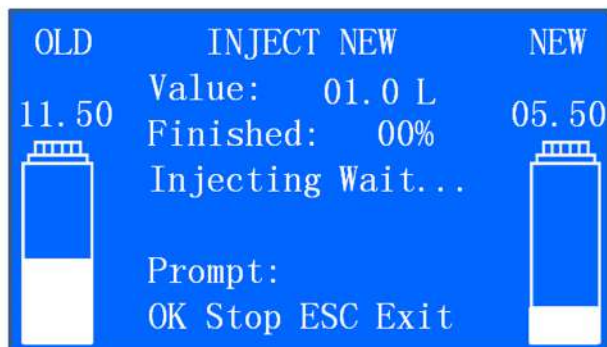 OLD INJECT NEW NEW
Value: 01.0 L
11.50 05.50
Finished: 00%
Injecting Wait...
Prompt:
OK Stop ESC Exit